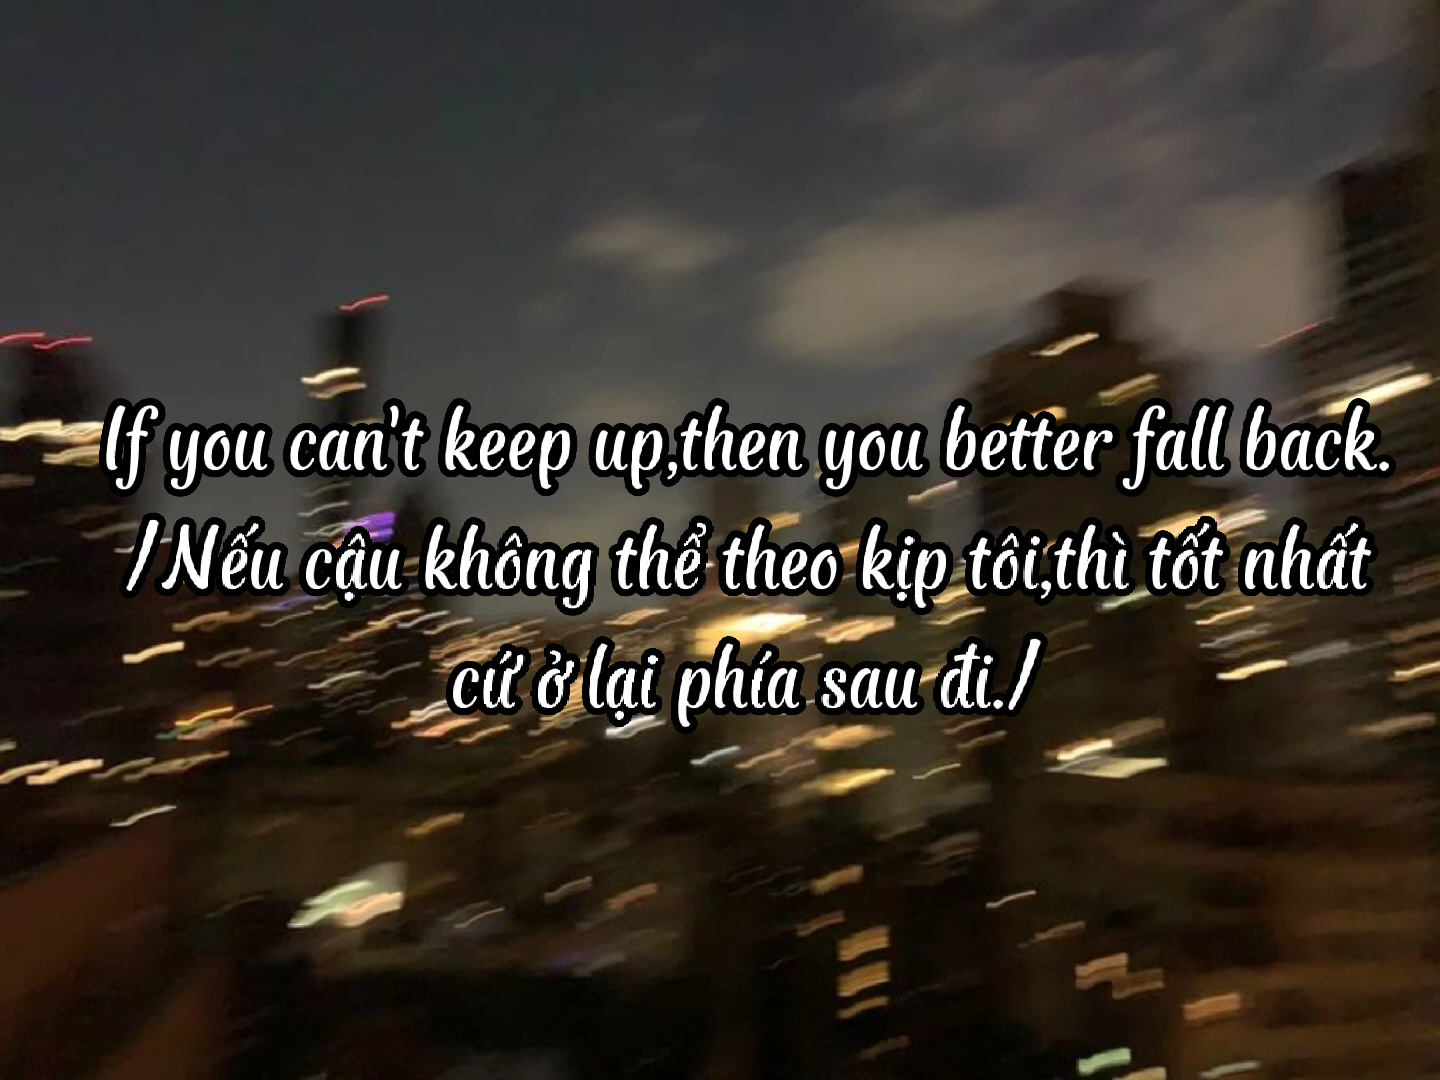 If you can't keep up,then you better fall back.
/Nếu cậu không thể theo kịp tôi,thì tốt nhất
cứ ở lại phía sau đi./